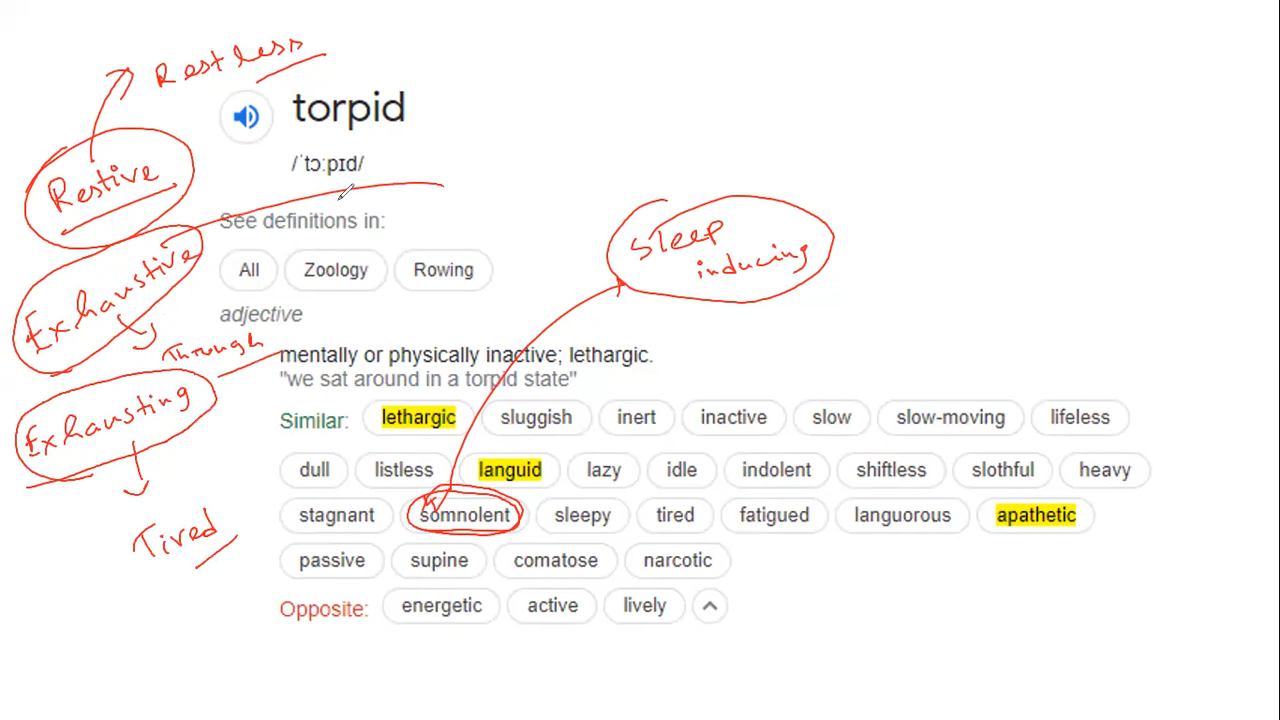 Restless
torpid
/ˈtɔːpɪd/
Restive
See definitions in:
Sleep
inducing
Exhaustive
All Zoology Rowing
adjective
Through
mentally or physically inactive; lethargic.
"we sat around in a torpid state"
Exhausting
Similar: lethargic sluggish inert inactive slow slow-moving lifeless
dull listless languid lazy idle indolent shiftless slothful heavy
stagnant somnolent sleepy tired fatigued languorous apathetic
Tired
passive supine comatose narcotic
Opposite: energetic active lively